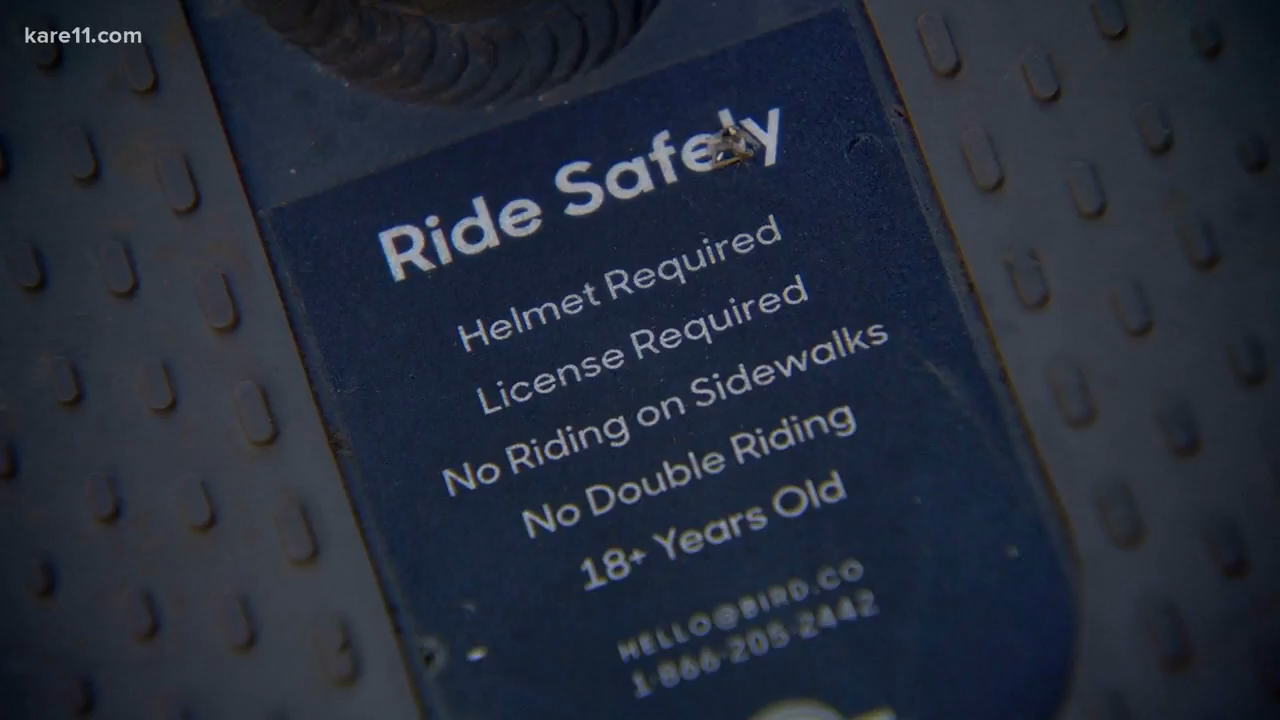 kare11.com
Ride Safely
Helmet Required
License Required
No Riding on Sidewalks
No Double Riding
18+ Years Old
HELLO@BIRD.CO
1-866-205-2442